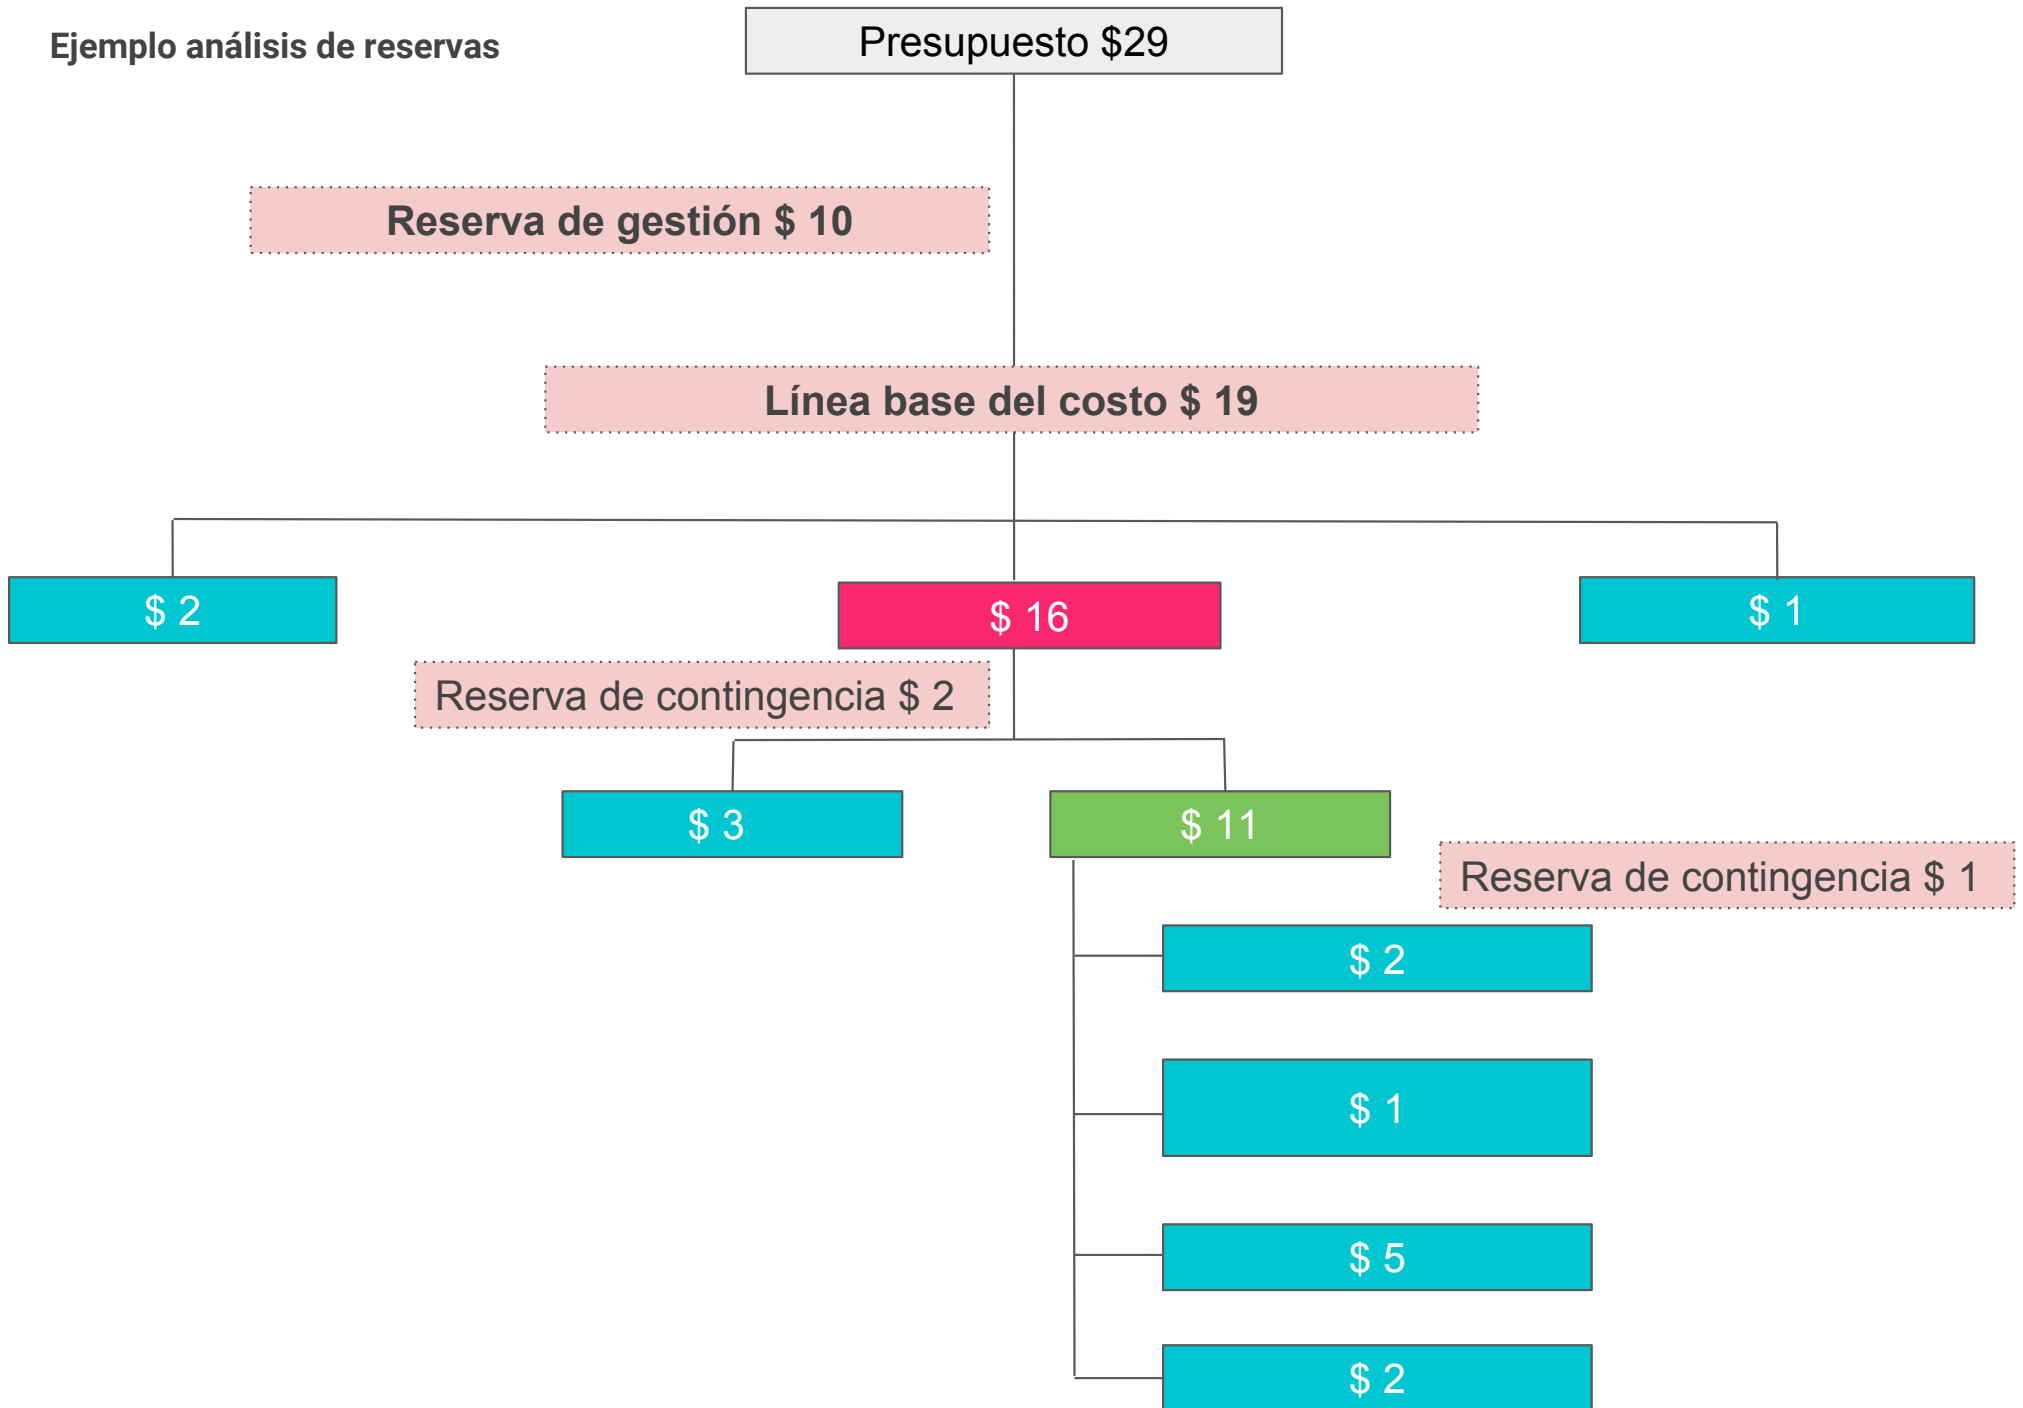 Ejemplo análisis de reservas
Presupuesto $29
Reserva de gestión $ 10
Línea base del costo $ 19
$ 2
$ 16
$ 1
Reserva de contingencia $ 2
$ 3
$ 11
Reserva de contingencia $ 1
$ 2
$ 1
$ 5
$ 2